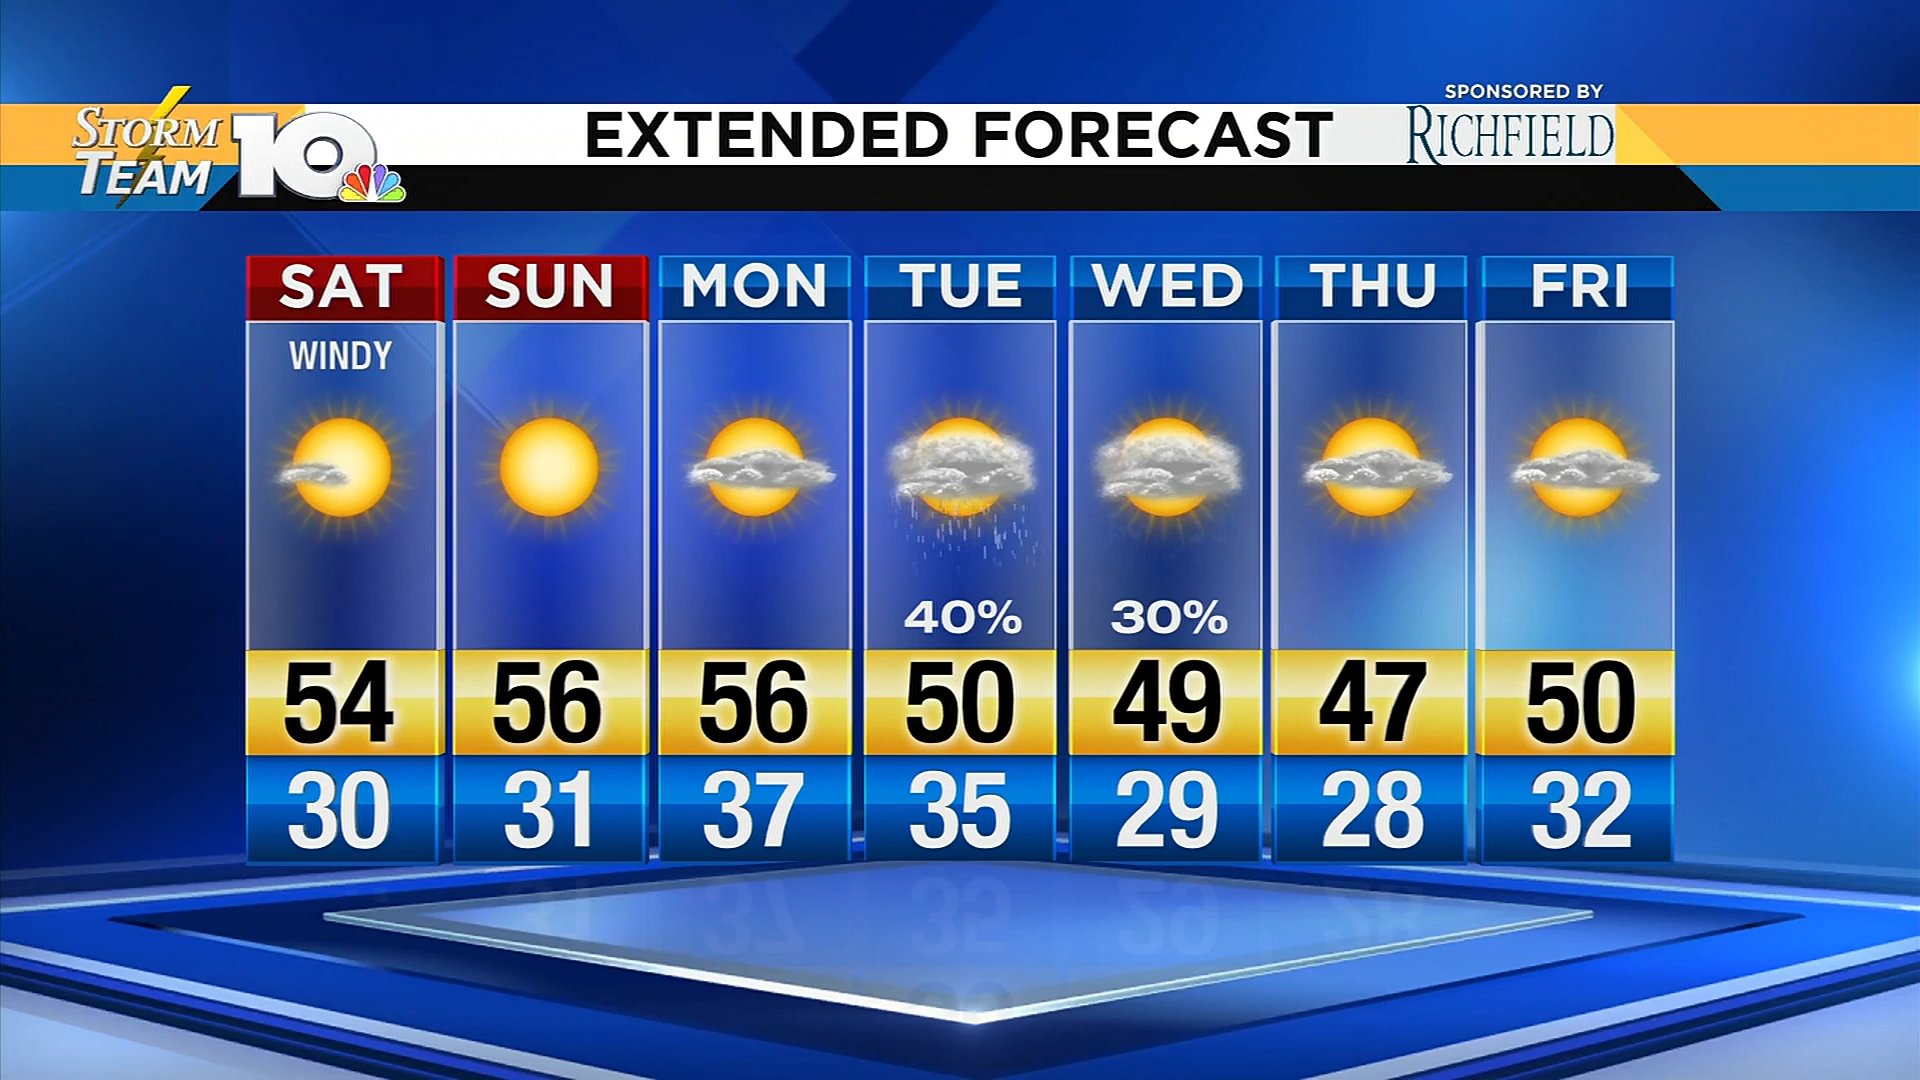 SPONSORED BY
STORM
TEAM
10
EXTENDED FORECAST
RICHFIELD
SAT SUN MON TUE WED THU FRI
WINDY
40% 30%
54 56 56 50 49 47 50
30 31 37 35 29 28 32